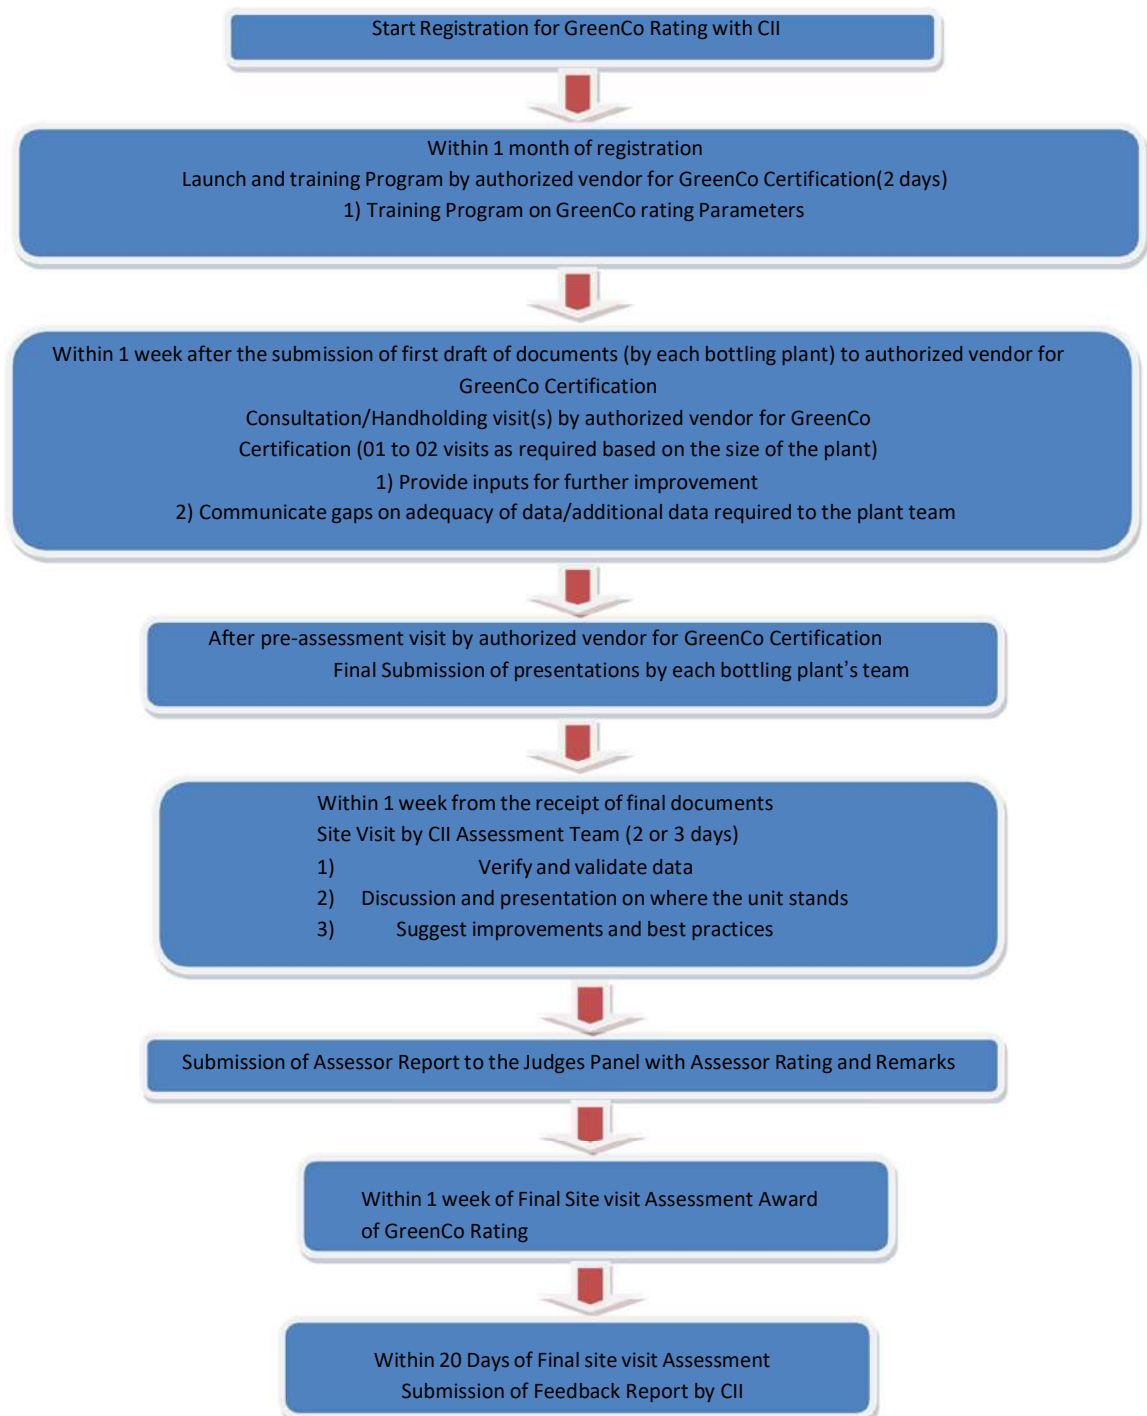 Start Registration for GreenCo Rating with CII
Within 1 month of registration
Launch and training Program by authorized vendor for GreenCo Certification(2 days)
1) Training Program on GreenCo rating Parameters
Within 1 week after the submission of first draft of documents (by each bottling plant) to authorized vendor for
GreenCo Certification
Consultation/Handholding visit(s) by authorized vendor for GreenCo
Certification (01 to 02 visits as required based on the size of the plant)
1) Provide inputs for further improvement
2) Communicate gaps on adequacy of data/additional data required to the plant team
After pre-assessment visit by authorized vendor for GreenCo Certification
Final Submission of presentations by each bottling plant’s team
Within 1 week from the receipt of final documents
Site Visit by CII Assessment Team (2 or 3 days)
1) Verify and validate data
2) Discussion and presentation on where the unit stands
3) Suggest improvements and best practices
Submission of Assessor Report to the Judges Panel with Assessor Rating and Remarks
Within 1 week of Final Site visit Assessment Award
of GreenCo Rating
Within 20 Days of Final site visit Assessment
Submission of Feedback Report by CII